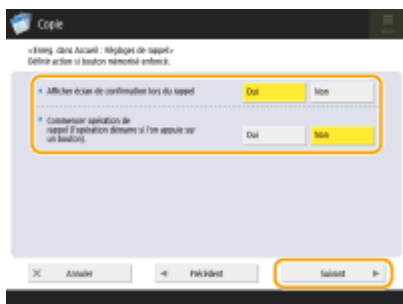 Copie
<Enreg. dans Accueil : Réglages de rappel>
Définir action si bouton mémorisé enfoncé.
Afficher écran de confirmation lors du rappel
Oui
Non
Commencer opération de
rappel (l'opération démarre si l'on appuie sur
un bouton).
Oui
Non
Annuler
Précédent
Suivant